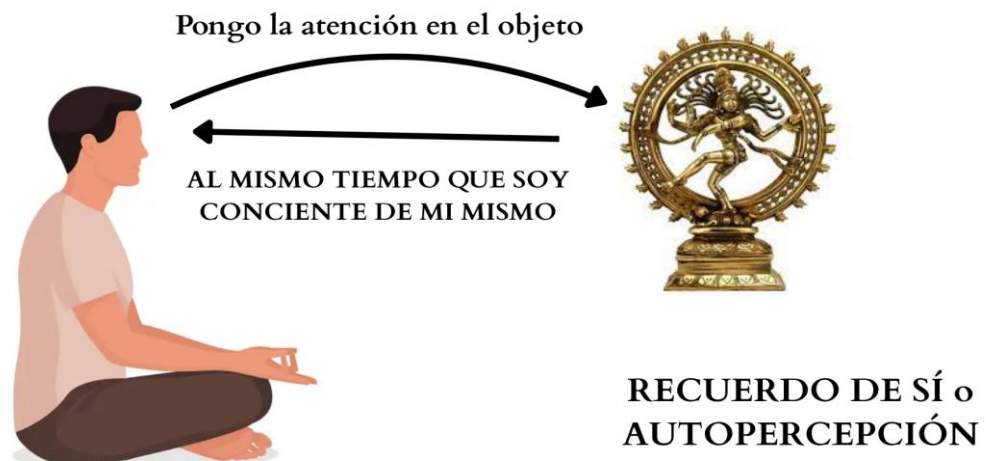 Pongo la atención en el objeto
AL MISMO TIEMPO QUE SOY
CONCIENTE DE MI MISMO
RECUERDO DE SÍ o
AUTOPERCEPCIÓN